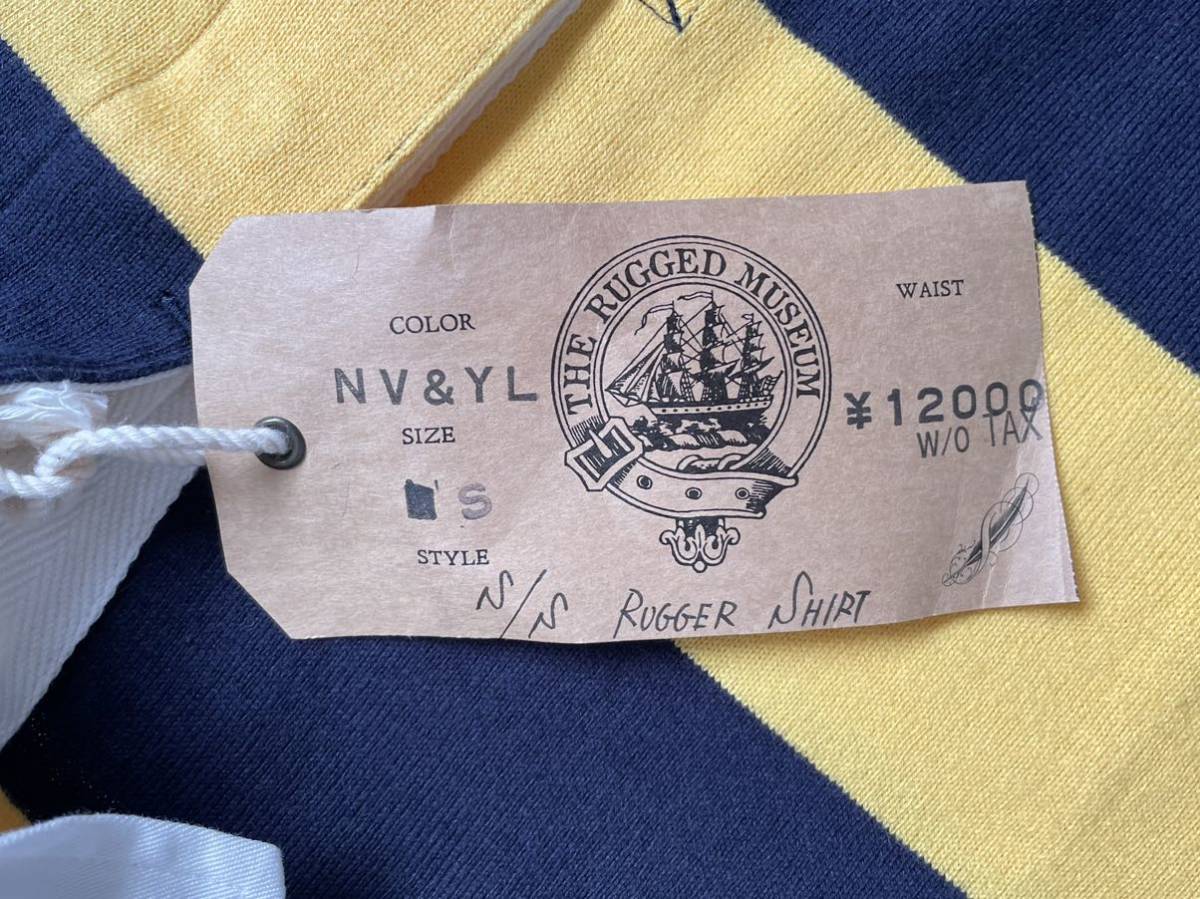 COLOR
NV&YL
SIZE
S
STYLE
S/S RUGGER SHIRT
THE RUGGED MUSEUM
WAIST
¥12000
W/O TAX